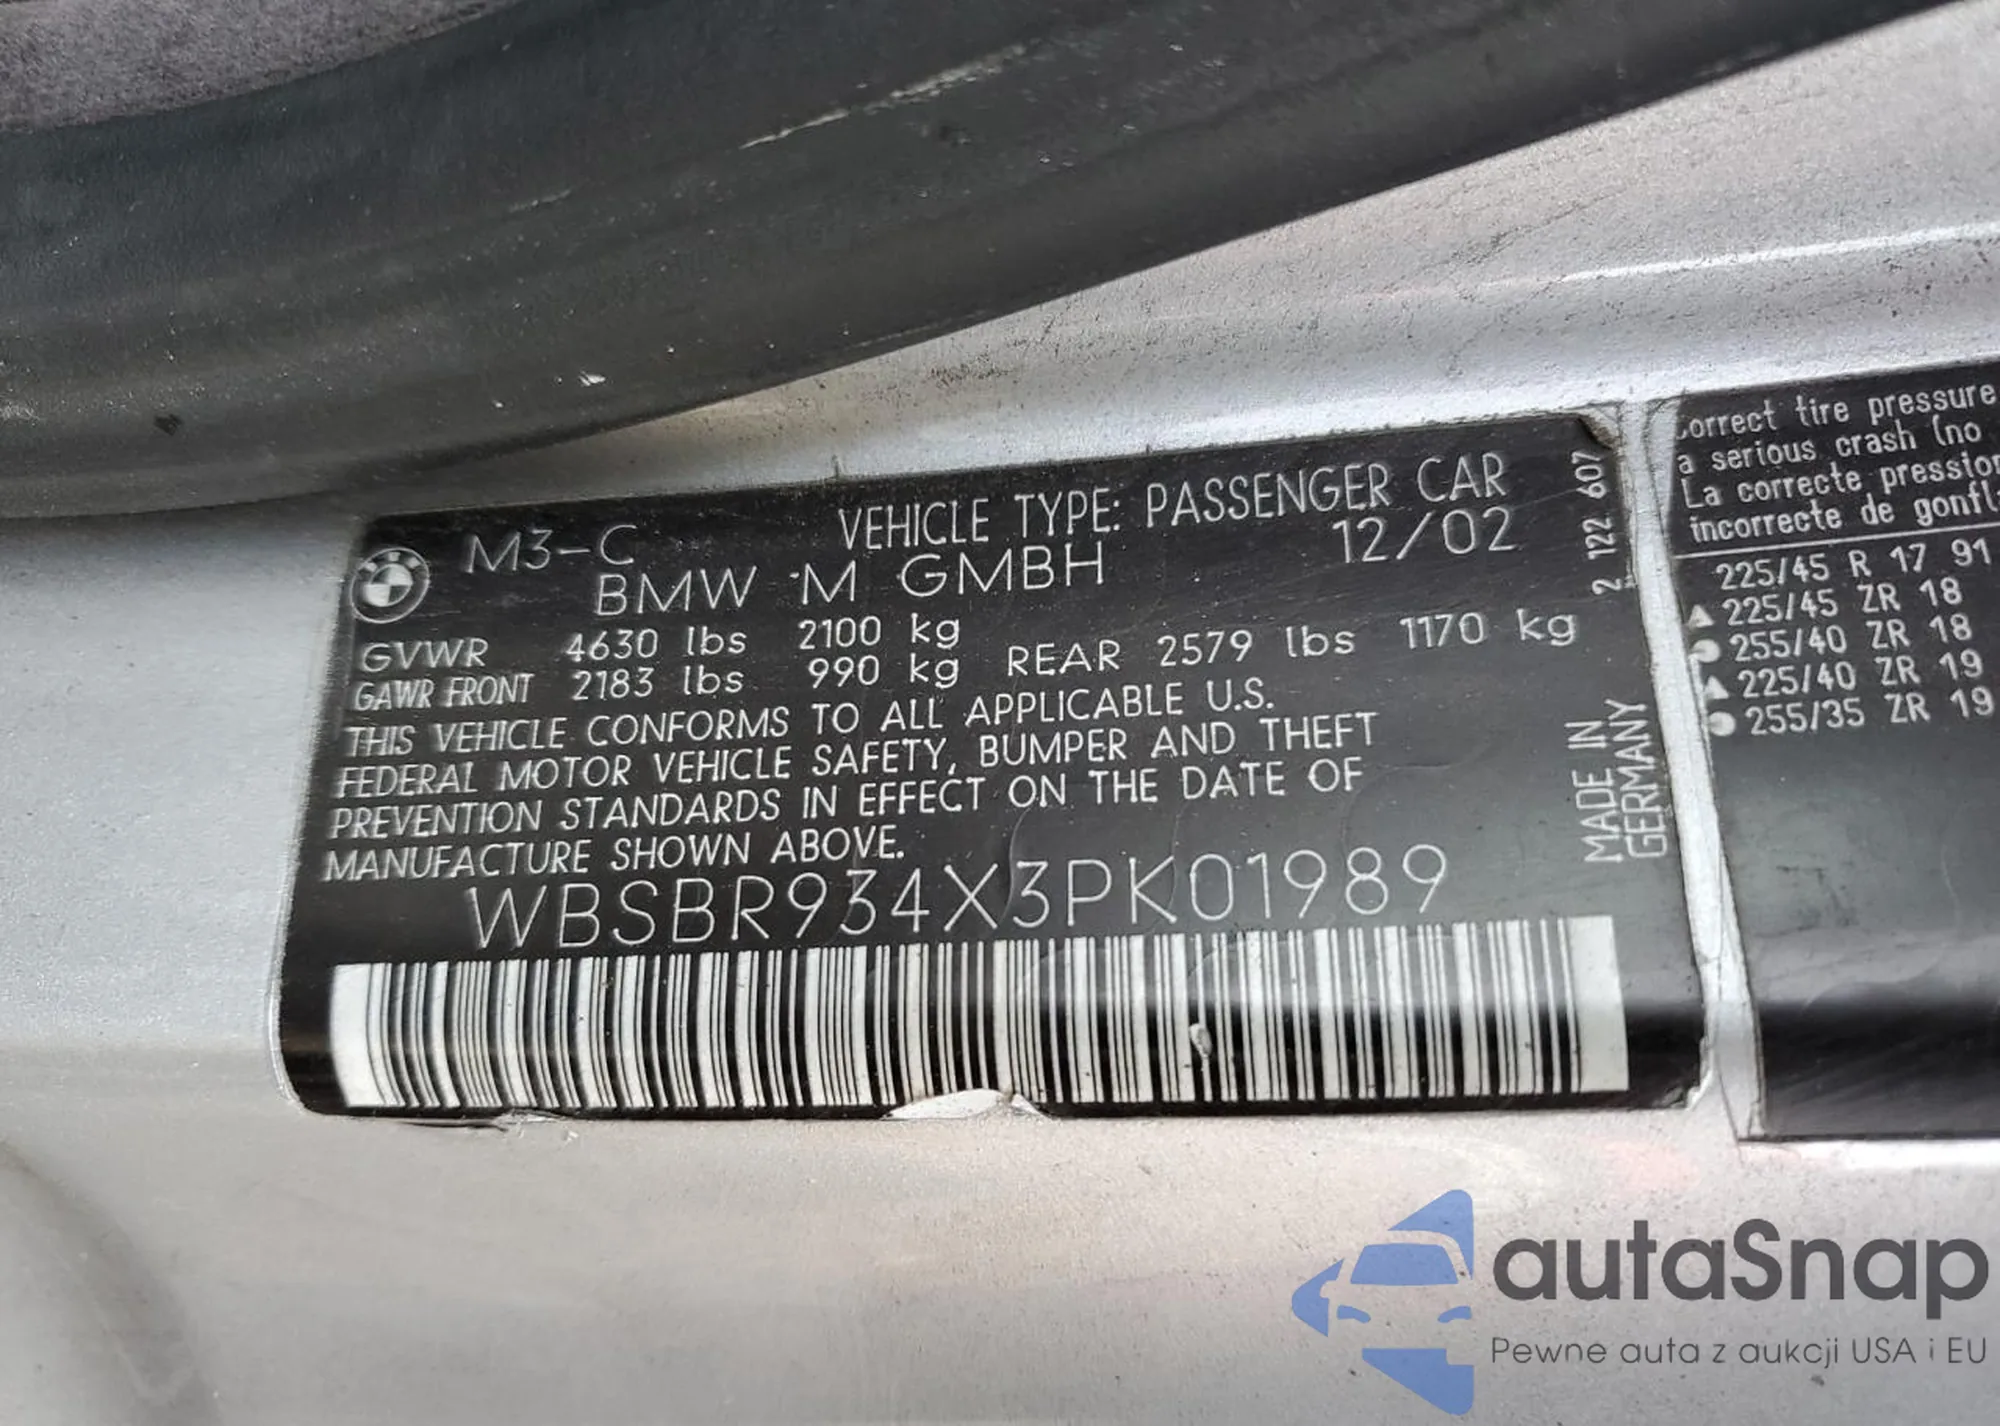 M3-C VEHICLE TYPE: PASSENGER CAR
BMW M GMBH 12/02
GVWR 4630 lbs 2100 kg
GAWR FRONT 2183 lbs 990 kg REAR 2579 lbs 1170 kg
THIS VEHICLE CONFORMS TO ALL APPLICABLE U.S.
FEDERAL MOTOR VEHICLE SAFETY, BUMPER AND THEFT
PREVENTION STANDARDS IN EFFECT ON THE DATE OF
MANUFACTURE SHOWN ABOVE.
WBSBR934X3PK01989
2 122 607
MADE IN
GERMANY
correct tire pressure
a serious crash (no
La correcte pression
incorrecte de gonfl
225/45 R 17 91
▲ 225/45 ZR 18
● 255/40 ZR 18
▲ 225/40 ZR 19
● 255/35 ZR 19
autaSnap
Pewne auta z aukcji USA i EU